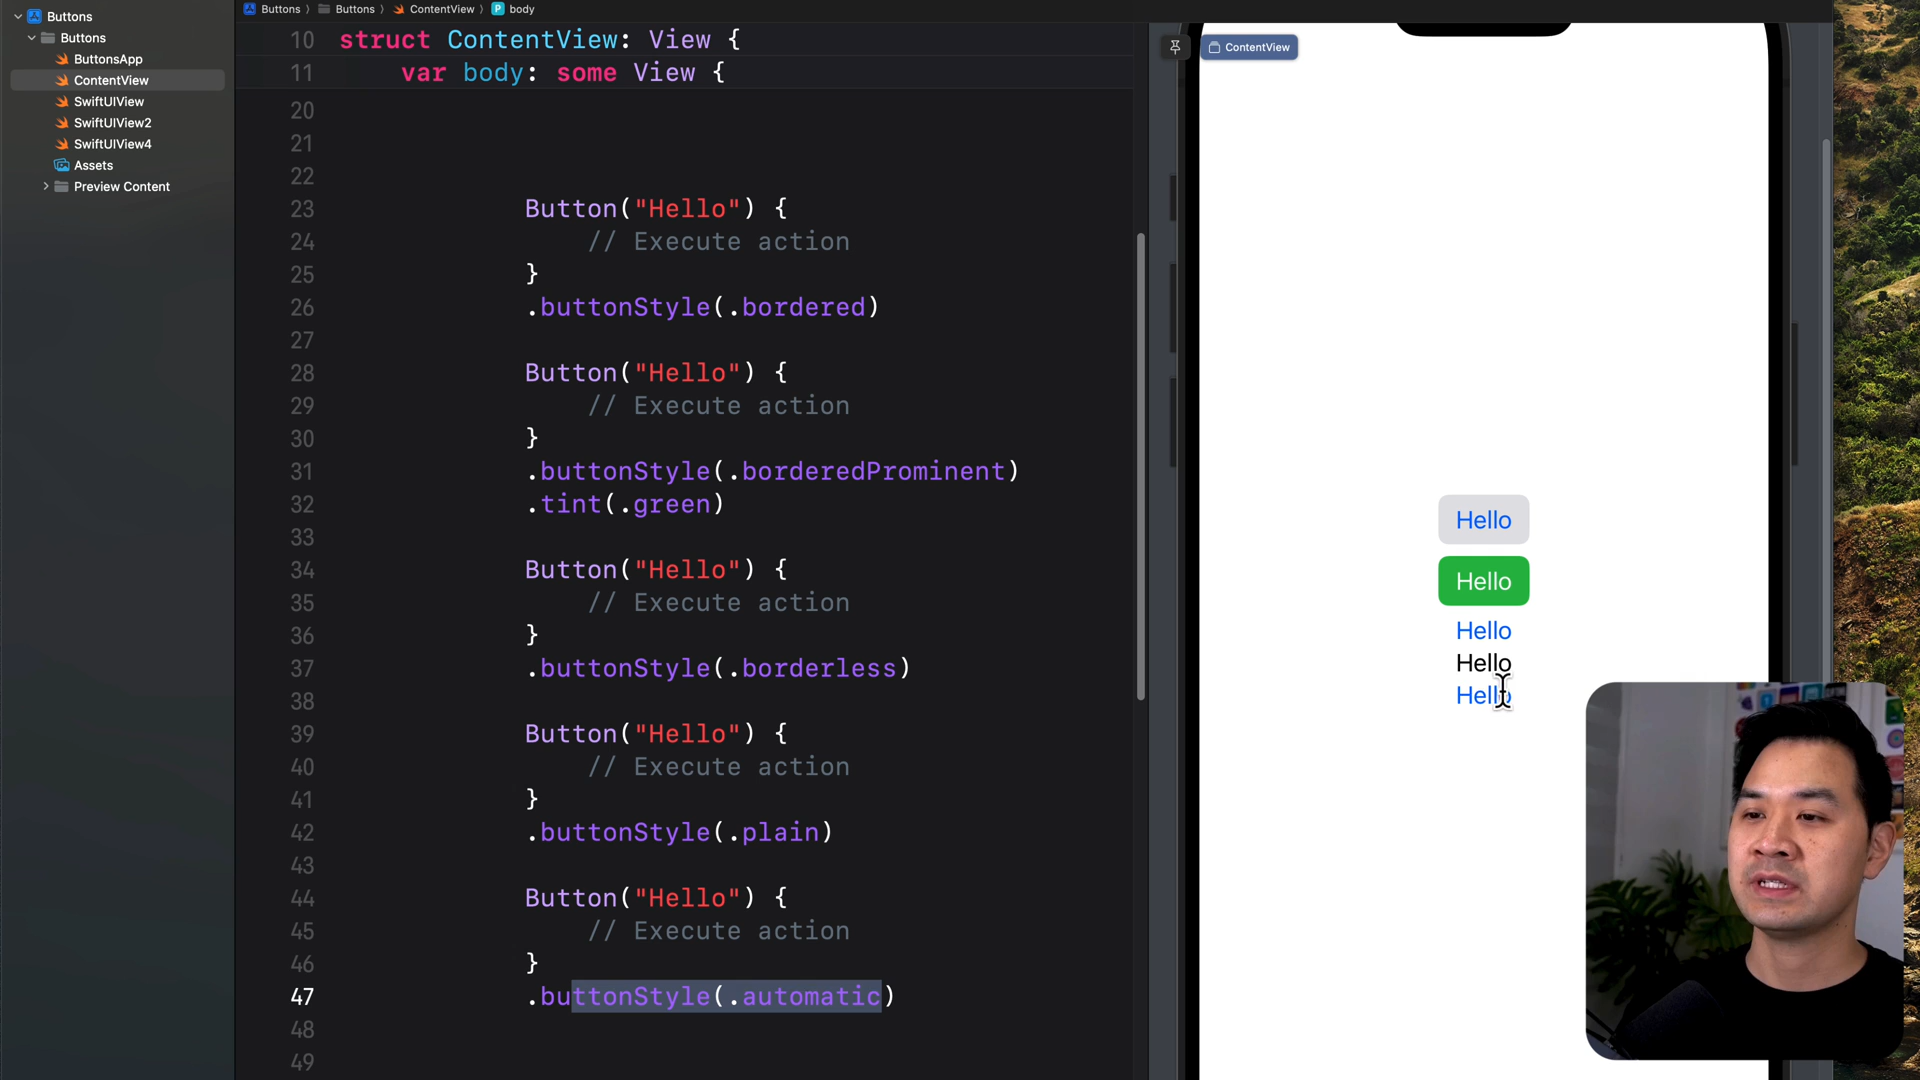 Buttons
Buttons
ButtonsApp
ContentView
SwiftUIView
SwiftUIView2
SwiftUIView4
Assets
Preview Content
Buttons 〉 Buttons 〉 ContentView 〉 P body
10 struct ContentView: View {
11 var body: some View {
20
21
22
23 Button("Hello") {
24 // Execute action
25 }
26 .buttonStyle(.bordered)
27
28 Button("Hello") {
29 // Execute action
30 }
31 .buttonStyle(.borderedProminent)
32 .tint(.green)
33
34 Button("Hello") {
35 // Execute action
36 }
37 .buttonStyle(.borderless)
38
39 Button("Hello") {
40 // Execute action
41 }
42 .buttonStyle(.plain)
43
44 Button("Hello") {
45 // Execute action
46 }
47 .buttonStyle(.automatic)
48
49
ContentView
Hello
Hello
Hello
Hello
Hello